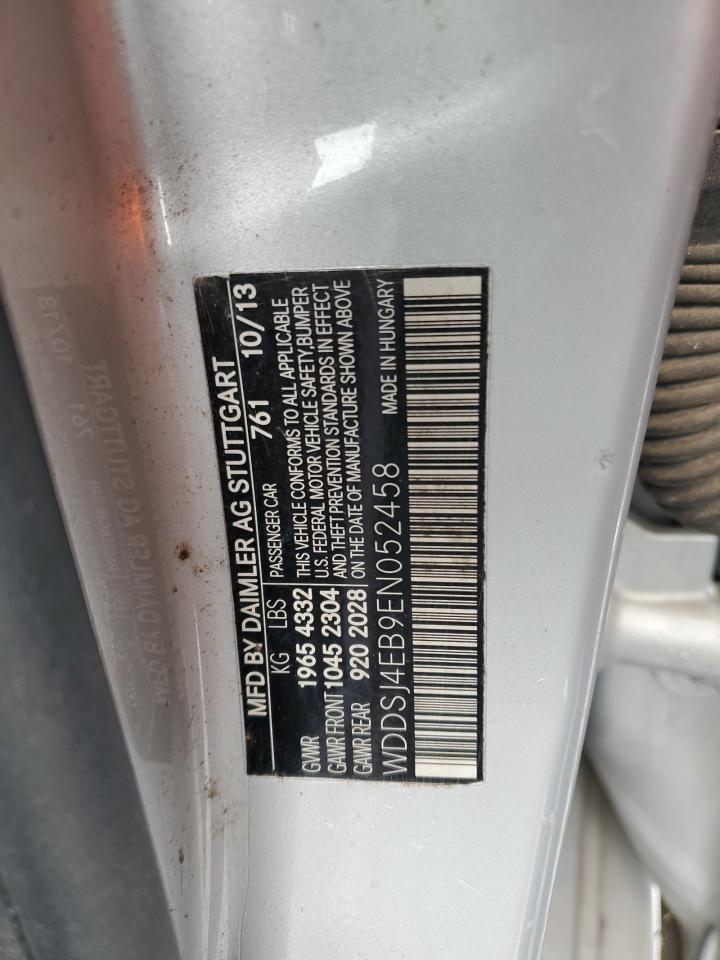 MFD BY DAIMLER AG STUTTGART
KG LBS 761 10/13
PASSENGER CAR
GVWR 1965 4332 THIS VEHICLE CONFORMS TO ALL APPLICABLE
U.S. FEDERAL MOTOR VEHICLE SAFETY,BUMPER
GAWR FRONT 1045 2304 AND THEFT PREVENTION STANDARDS IN EFFECT
GAWR REAR 920 2028 ON THE DATE OF MANUFACTURE SHOWN ABOVE
WDDSJ4EB9EN052458 MADE IN HUNGARY